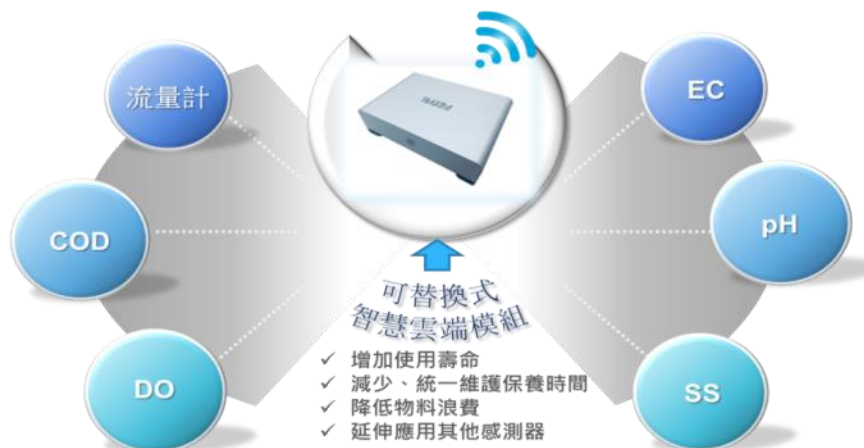 流量計
COD
DO
EC
pH
SS
可替換式
智慧雲端模組
✓ 增加使用壽命
✓ 減少、統一維護保養時間
✓ 降低物料浪費
✓ 延伸應用其他感測器